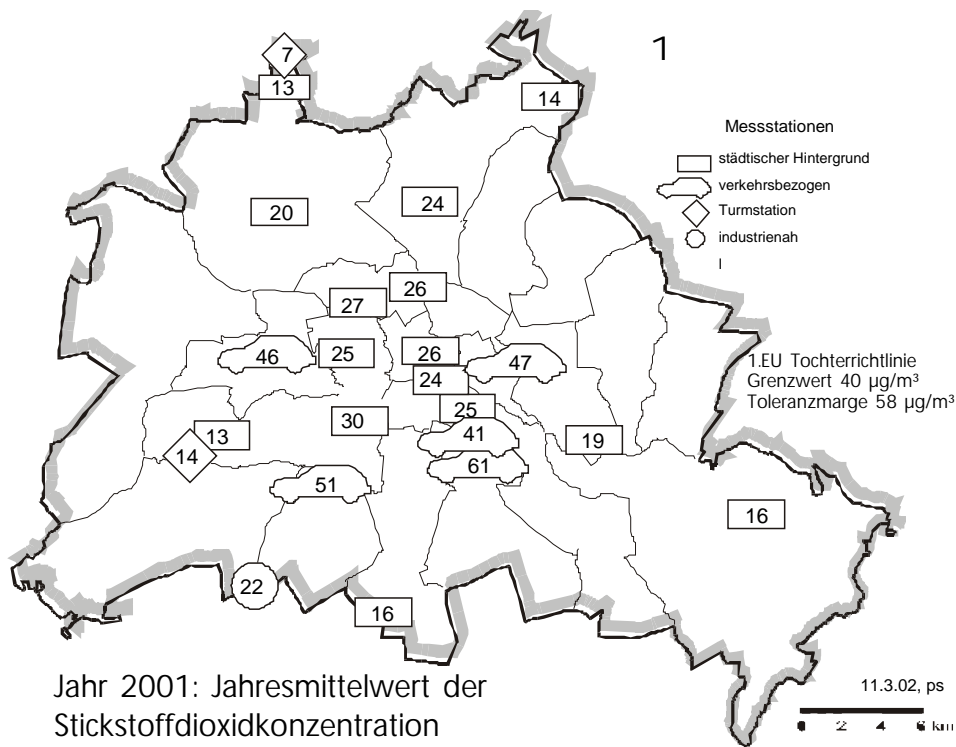 7
1
13
14
Messstationen
städtischer Hintergrund
verkehrsbezogen
Turmstation
industrienah
l
20
24
26
27
46
25
26
47
24
1.EU Tochterrichtlinie
Grenzwert 40 µg/m³
Toleranzmarge 58 µg/m³
25
30
13
41
19
14
61
51
16
22
16
Jahr 2001: Jahresmittelwert der
Stickstoffdioxidkonzentration
11.3.02, ps
0 2 4 6 km